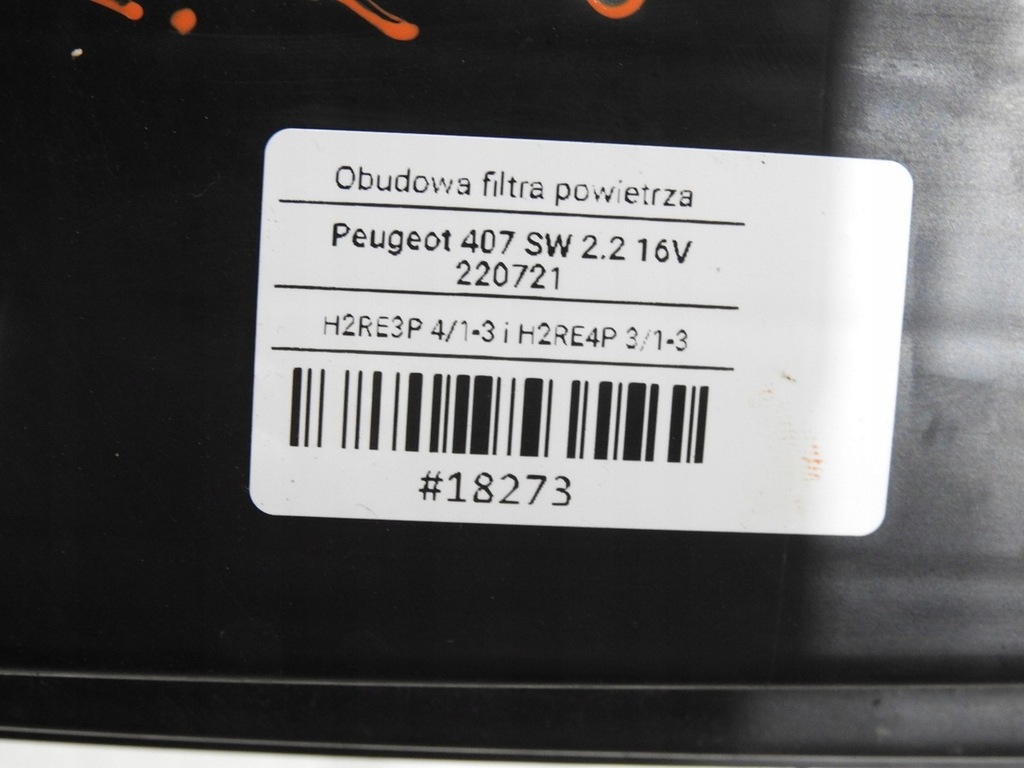 Obudowa filtra powietrza
Peugeot 407 SW 2.2 16V
220721
H2RE3P 4/1-3 i H2RE4P 3/1-3
#18273